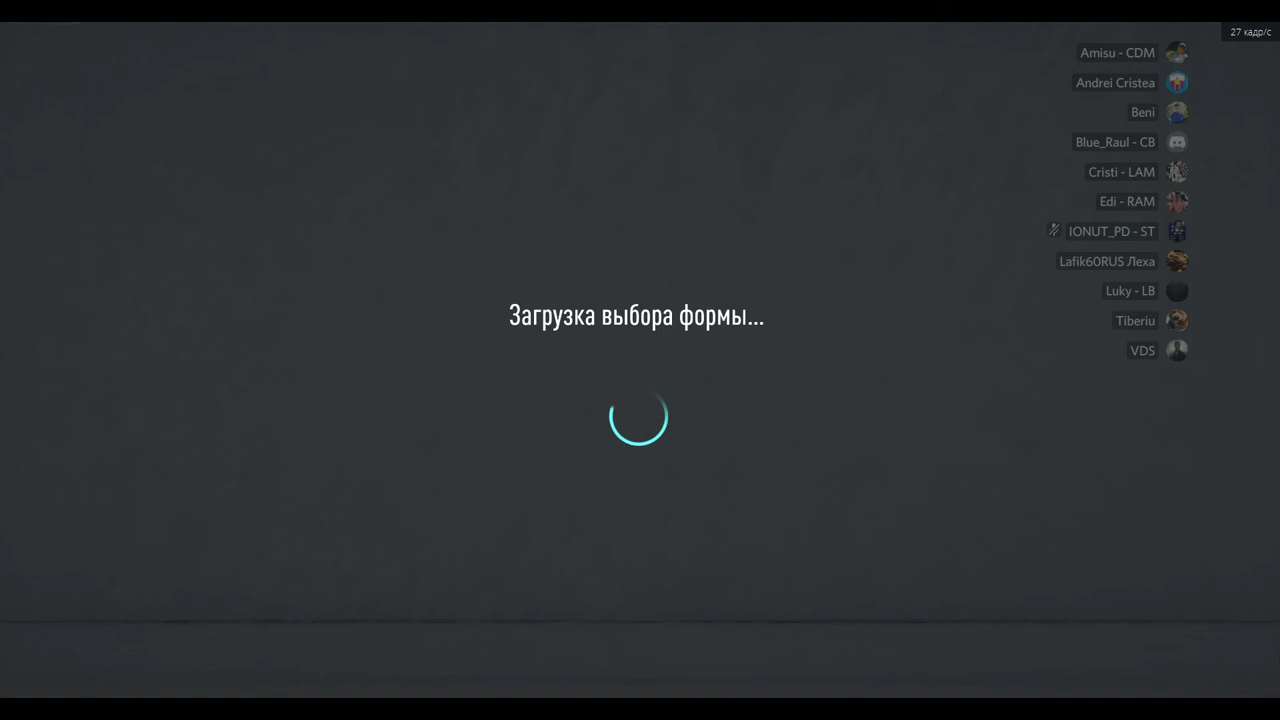 27 кадр/с
Amisu - CDM
Andrei Cristea
Beni
Blue_Raul - CB
Cristi - LAM
Edi - RAM
IONUT_PD - ST
Lafik60RUS Леха
Luky - LB
Tiberiu
VDS
Загрузка выбора формы...